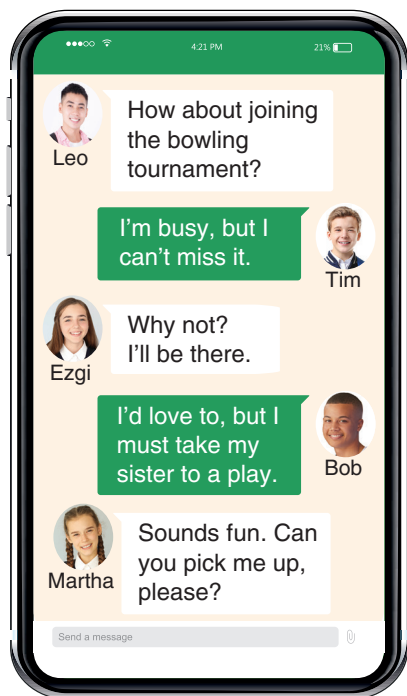 4:21 PM
21%
How about joining
the bowling
tournament?
Leo
I'm busy, but I
can't miss it.
Tim
Why not?
I'll be there.
Ezgi
I'd love to, but I
must take my
sister to a play.
Bob
Sounds fun. Can
you pick me up,
please?
Martha
Send a message